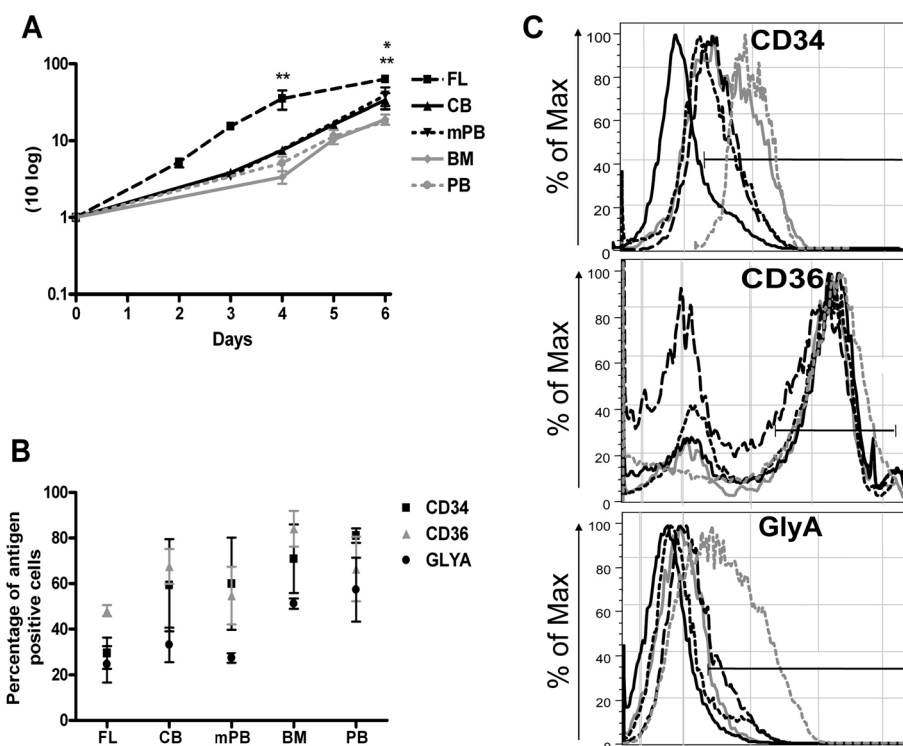 A
(10 log)
100
10
1
0.1
0 1 2 3 4 5 6
Days
**
*
**
FL
CB
mPB
BM
PB
B
Percentage of antigen
positive cells
100
80
60
40
20
0
FL CB mPB BM PB
CD34
CD36
GLYA
C
CD34
% of Max
100
80
60
40
20
0
CD36
% of Max
100
80
60
40
20
0
GlyA
% of Max
100
80
60
40
20
0